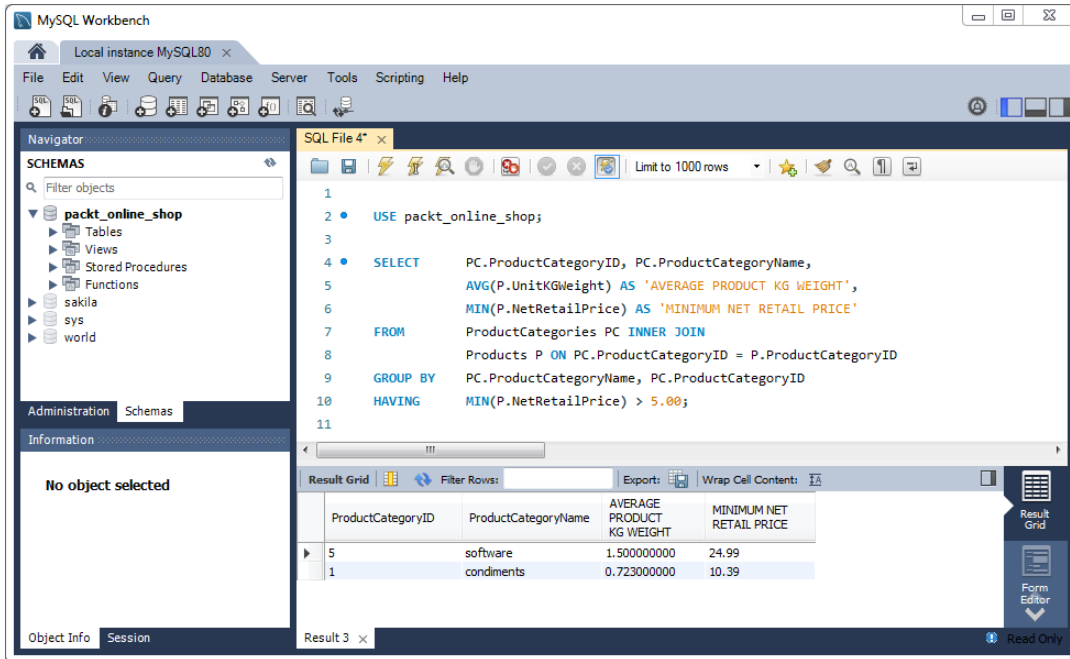 MySQL Workbench
Local instance MySQL80
File Edit View Query Database Server Tools Scripting Help
Navigator
SCHEMAS
Filter objects
packt_online_shop
Tables
Views
Stored Procedures
Functions
sakila
sys
world
Administration Schemas
Information
No object selected
Object Info Session
SQL File 4*
Limit to 1000 rows
1
2 USE packt_online_shop;
3
4 SELECT PC.ProductCategoryID, PC.ProductCategoryName,
5 AVG(P.UnitKGWeight) AS 'AVERAGE PRODUCT KG WEIGHT',
6 MIN(P.NetRetailPrice) AS 'MINIMUM NET RETAIL PRICE'
7 FROM ProductCategories PC INNER JOIN
8 Products P ON PC.ProductCategoryID = P.ProductCategoryID
9 GROUP BY PC.ProductCategoryName, PC.ProductCategoryID
10 HAVING MIN(P.NetRetailPrice) > 5.00;
11
Result Grid Filter Rows: Export: Wrap Cell Content:
ProductCategoryID ProductCategoryName AVERAGE PRODUCT KG WEIGHT MINIMUM NET RETAIL PRICE
5 software 1.500000000 24.99
1 condiments 0.723000000 10.39
Result Grid
Form Editor
Result 3
Read Only